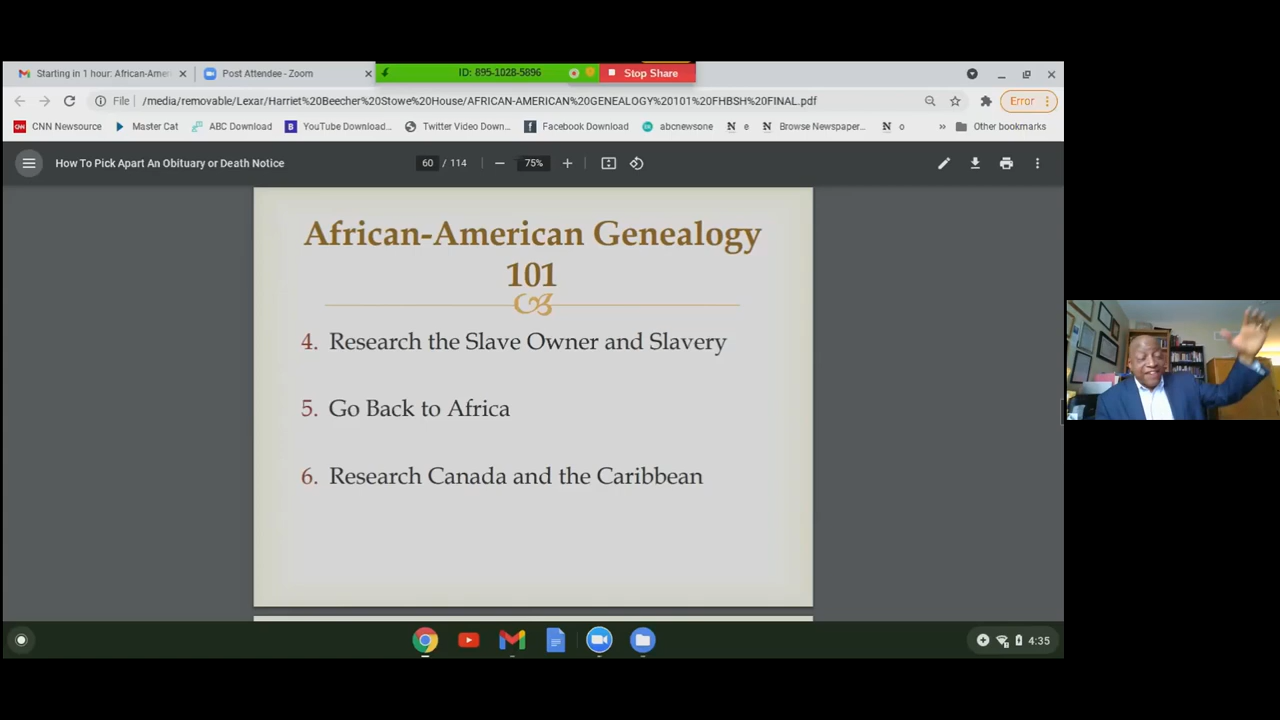 Starting in 1 hour: African-Amer
Post Attendee - Zoom
ID: 895-1028-5896
Stop Share
File
/media/removable/Lexar/Harriet%20Beecher%20Stowe%20House/AFRICAN-AMERICAN%20GENEALOGY%20101%20FHBSH%20FINAL.pdf
Error
CNN
CNN Newsource
Master Cat
ABC Download
B
YouTube Download...
Twitter Video Down...
Facebook Download
abcnewsone
N e
N Browse Newspaper...
N o
»
Other bookmarks
How To Pick Apart An Obituary or Death Notice
60 / 114
75%
African-American Genealogy
101
4. Research the Slave Owner and Slavery
5. Go Back to Africa
6. Research Canada and the Caribbean
4:35